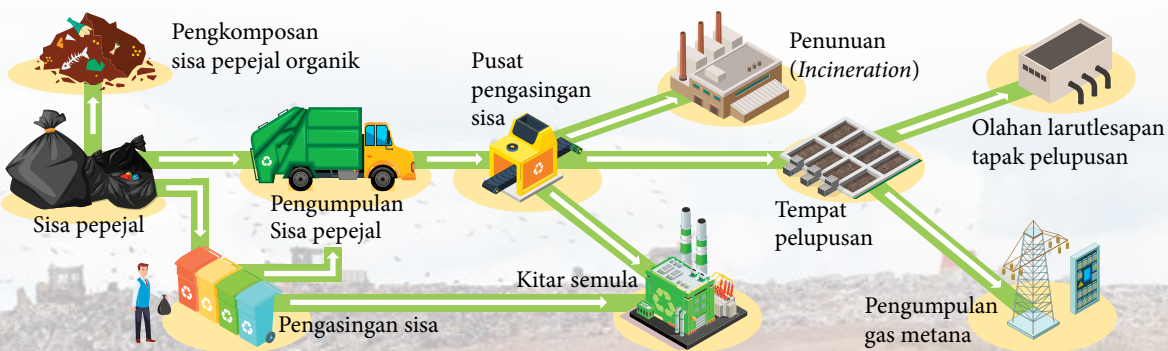 Pengkomposan
sisa pepejal organik
Sisa pepejal
Pengumpulan
Sisa pepejal
Pengasingan sisa
Pusat
pengasingan
sisa
Penunuan
(Incineration)
Kitar semula
Tempat
pelupusan
Olahan larutlesapan
tapak pelupusan
Pengumpulan
gas metana